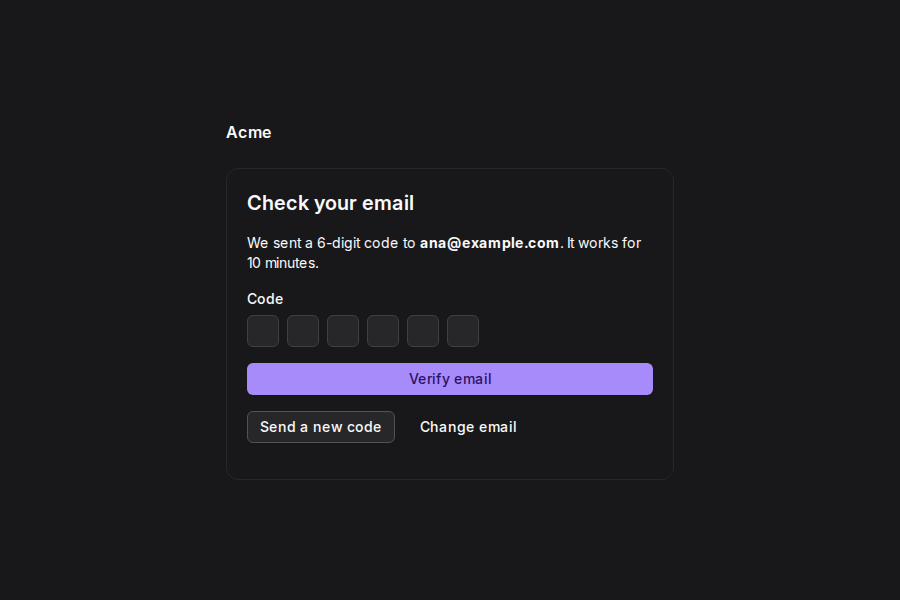 Acme
Check your email
We sent a 6-digit code to ana@example.com. It works for
10 minutes.
Code
Verify email
Send a new code
Change email